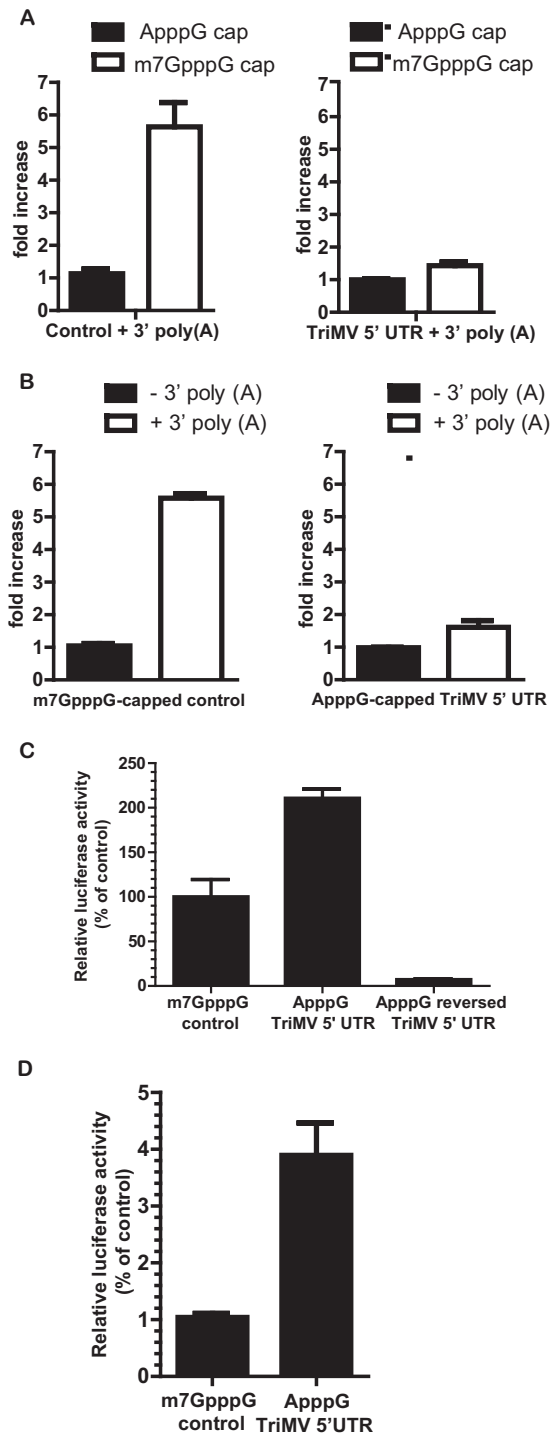 A
ApppG cap
m7GpppG cap
fold increase
7
6
5
4
3
2
1
0
Control + 3' poly(A)
ApppG cap
m7GpppG cap
fold increase
7
6
5
4
3
2
1
0
TriMV 5' UTR + 3' poly (A)
B
- 3' poly (A)
+ 3' poly (A)
fold increase
7
6
5
4
3
2
1
0
m7GpppG-capped control
- 3' poly (A)
+ 3' poly (A)
fold increase
7
6
5
4
3
2
1
0
ApppG-capped TriMV 5' UTR
C
Relative luciferase activity
(% of control)
250
200
150
100
50
0
m7GpppG
control
ApppG
TriMV 5' UTR
ApppG reversed
TriMV 5' UTR
D
Relative luciferase activity
(% of control)
5
4
3
2
1
0
m7GpppG
control
ApppG
TriMV 5'UTR